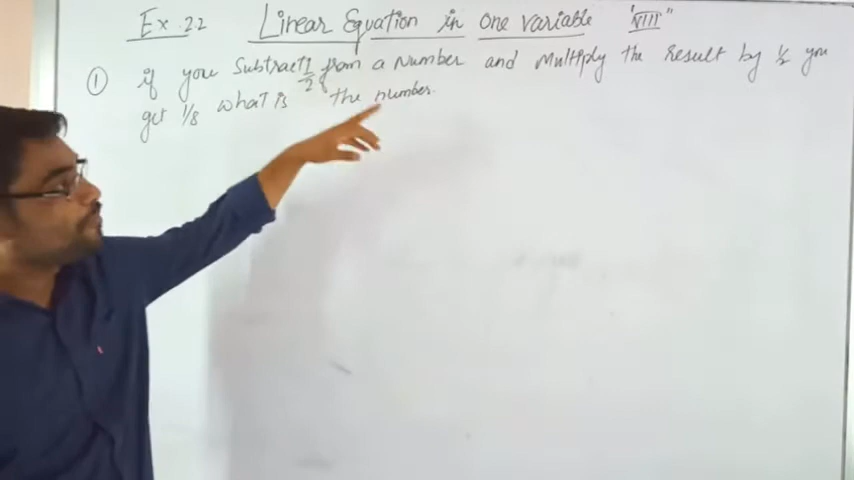 Ex 2.2 Linear Equation in one variable "VIII"
① if you Subtract 1/2 from a Number and Multiply the Result by 1/2 you
get 1/8 what is the number.